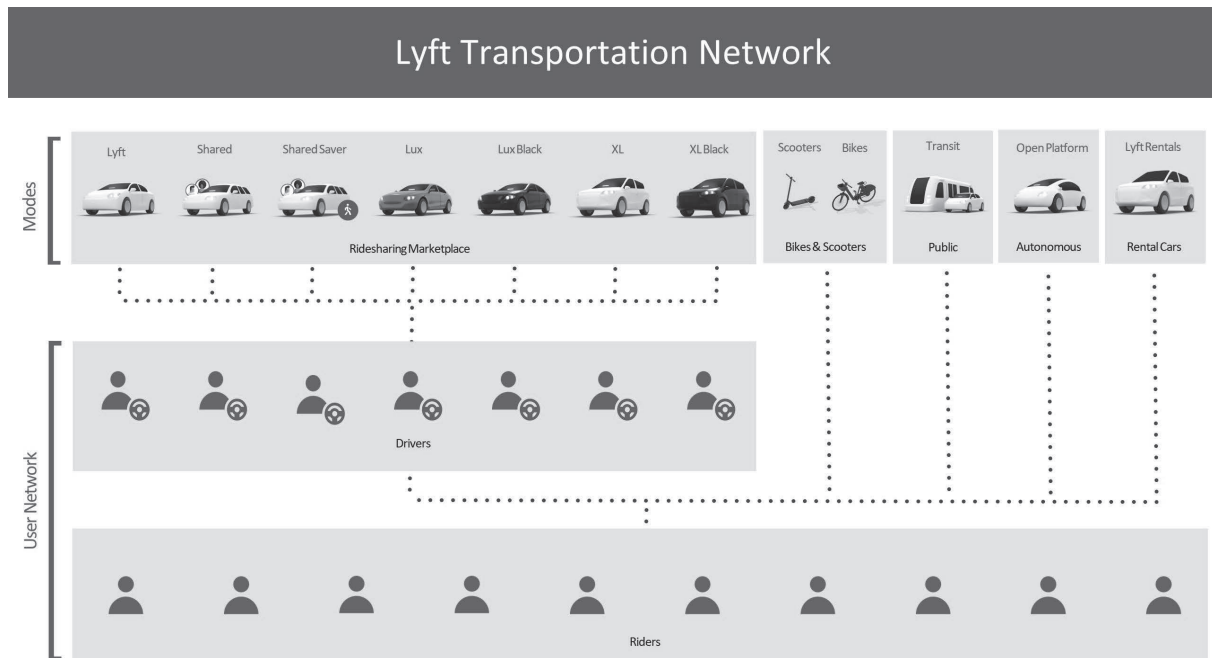 Lyft Transportation Network
Modes
Lyft
Shared
Shared Saver
Lux
Lux Black
XL
XL Black
Ridesharing Marketplace
Scooters
Bikes
Bikes & Scooters
Transit
Public
Open Platform
Autonomous
Lyft Rentals
Rental Cars
User Network
Drivers
Riders